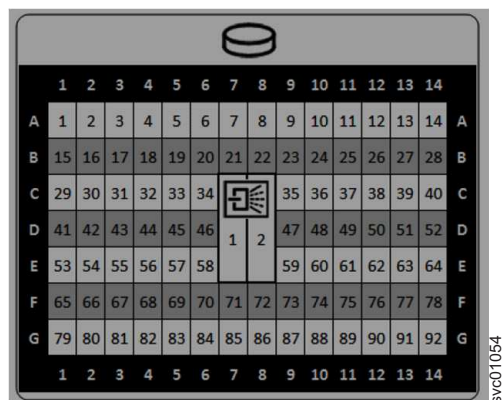 1 2 3 4 5 6 7 8 9 10 11 12 13 14
A 1 2 3 4 5 6 7 8 9 10 11 12 13 14 A
B 15 16 17 18 19 20 21 22 23 24 25 26 27 28 B
C 29 30 31 32 33 34 35 36 37 38 39 40 C
D 41 42 43 44 45 46 1 2 47 48 49 50 51 52 D
E 53 54 55 56 57 58 59 60 61 62 63 64 E
F 65 66 67 68 69 70 71 72 73 74 75 76 77 78 F
G 79 80 81 82 83 84 85 86 87 88 89 90 91 92 G
1 2 3 4 5 6 7 8 9 10 11 12 13 14
svc01054